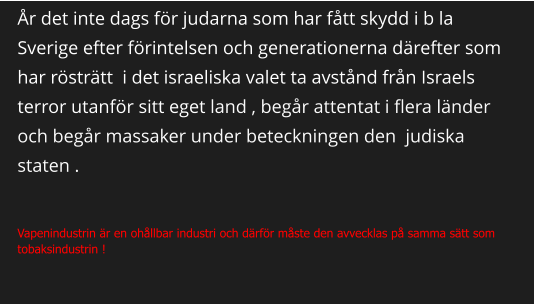 År det inte dags för judarna som har fått skydd i b la
Sverige efter förintelsen och generationerna därefter som
har rösträtt  i det israeliska valet ta avstånd från Israels
terror utanför sitt eget land , begår attentat i flera länder
och begår massaker under beteckningen den  judiska
staten .
Vapenindustrin är en ohållbar industri och därför måste den avvecklas på samma sätt som
tobaksindustrin !